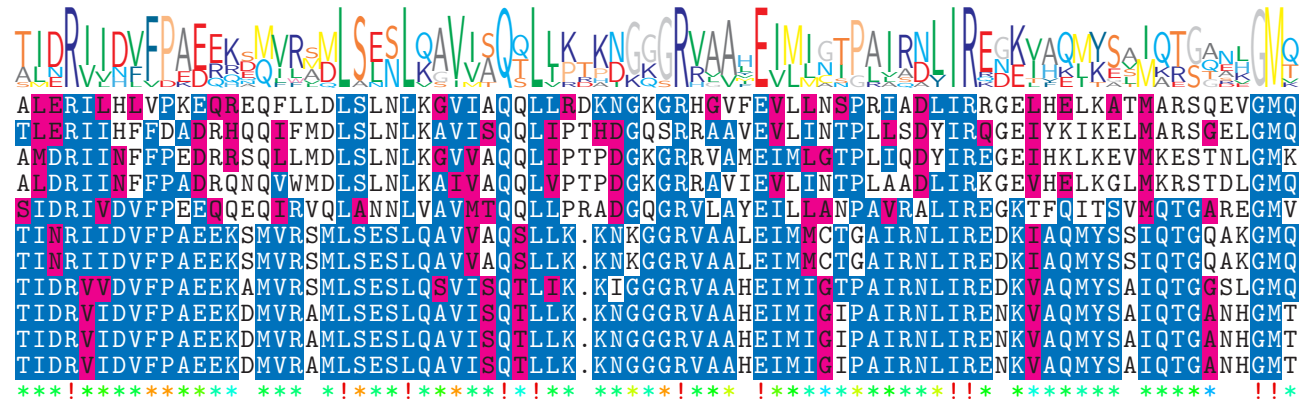 ALERILHLVPKEQREQFLLDLSLNLKGVIAQQLLRDKNGKGRHGVFEVLLNSPRIADLIRRGELHELKATMARSQEVGMQ
TLERIIHFFDADRHQQIFMDLSLNLKAVISQQLIPTHDGQSRRAAVEVLINTPLLSDYIRQGEIYKIKELMARSGELGMQ
AMDRIINFFPEDRRSQLLMDLSLNLKGVVAQQLIPTPDGKGRRVAMEIMLGTPLIQDYIREGEIHKLKEVMKESTNLGMK
ALDRIINFFPADRQNQVWMDLSLNLKAIVAQQLVPTPDGKGRRAVIEVLINTPLAADLIRKGEVHELKGLMKRSTDLGMQ
SIDRIVDVFPEEQQEQIRVQLANNLVAVMTQQLLPRADGQGRVLAYEILLANPAVRALIREGKTFQITSVMQTGAREGMV
TINRIIDVFPAEEKSMVRSMLSESLQAVVAQSLLK.KNKGGRVAALEIMMCTGAIRNLIREDKIAQMYSSIQTGQAKGMQ
TINRIIDVFPAEEKSMVRSMLSESLQAVVAQSLLK.KNKGGRVAALEIMMCTGAIRNLIREDKIAQMYSSIQTGQAKGMQ
TIDRVVDVFPAEEKAMVRSMLSESLQSVISQTLIK.KIGGGRVAAHEIMIGTPAIRNLIREDKVAQMYSAIQTGGSLGMQ
TIDRVIDVFPAEEKDMVRAMLSESLQAVISQTLLK.KNGGGRVAAHEIMIGIPAIRNLIRENKVAQMYSAIQTGANHGMT
TIDRVIDVFPAEEKDMVRAMLSESLQAVISQTLLK.KNGGGRVAAHEIMIGIPAIRNLIRENKVAQMYSAIQTGANHGMT
TIDRVIDVFPAEEKDMVRAMLSESLQAVISQTLLK.KNGGGRVAAHEIMIGIPAIRNLIRENKVAQMYSAIQTGANHGMT
***!********** *** *!***!*****!*!** *****!****!***********!!* ******* *****  !!*